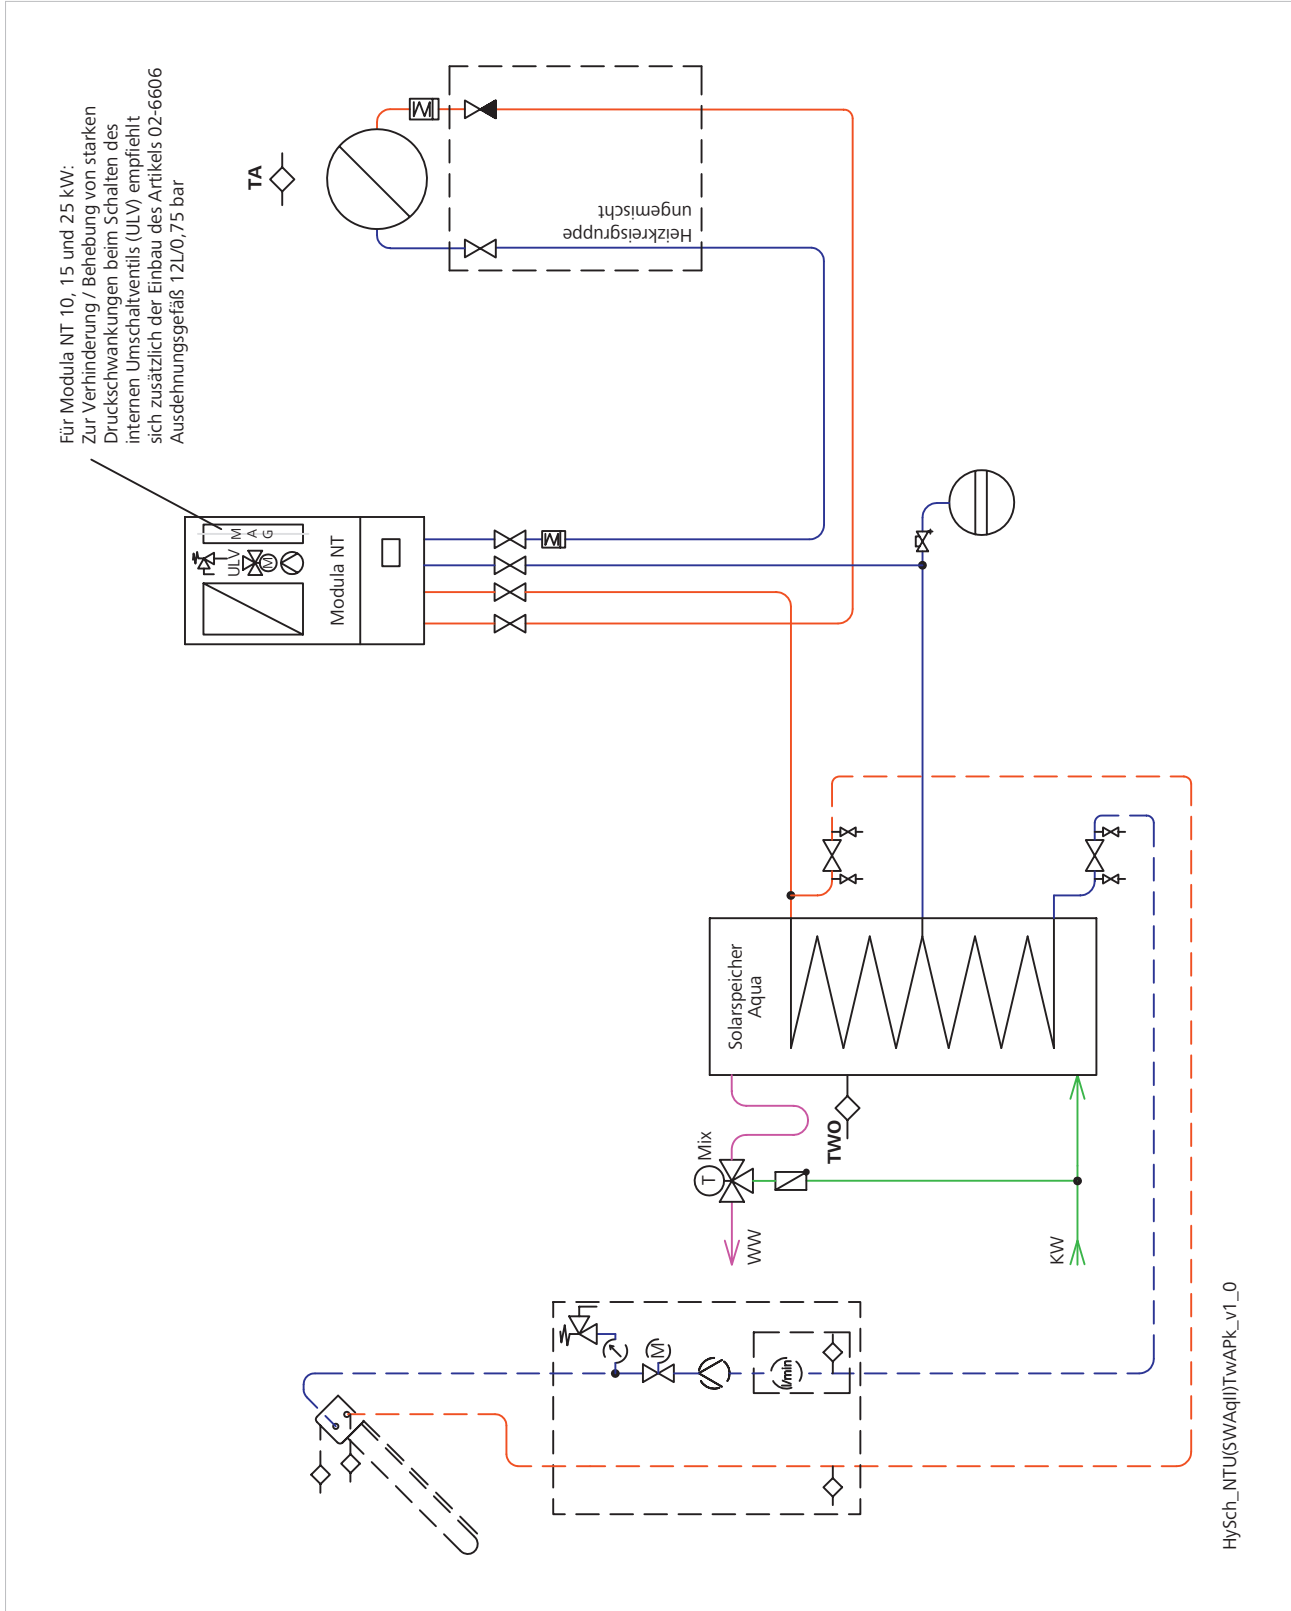 Für Modula NT 10, 15 und 25 kW:
Zur Verhinderung / Behebung von starken
Druckschwankungen beim Schalten des
internen Umschaltventils (ULV) empfiehlt
sich zusätzlich der Einbau des Artikels 02-6606
Ausdehnungsgefäß 12L/0,75 bar
TA
Heizkreisgruppe
ungemischt
M A G
ULV
M
Modula NT
Solarspeicher
Aqua
TWO
Mix
T
WW
KW
M
l/min
HySch_NTU(SWAqII)TwAPk_v1_0